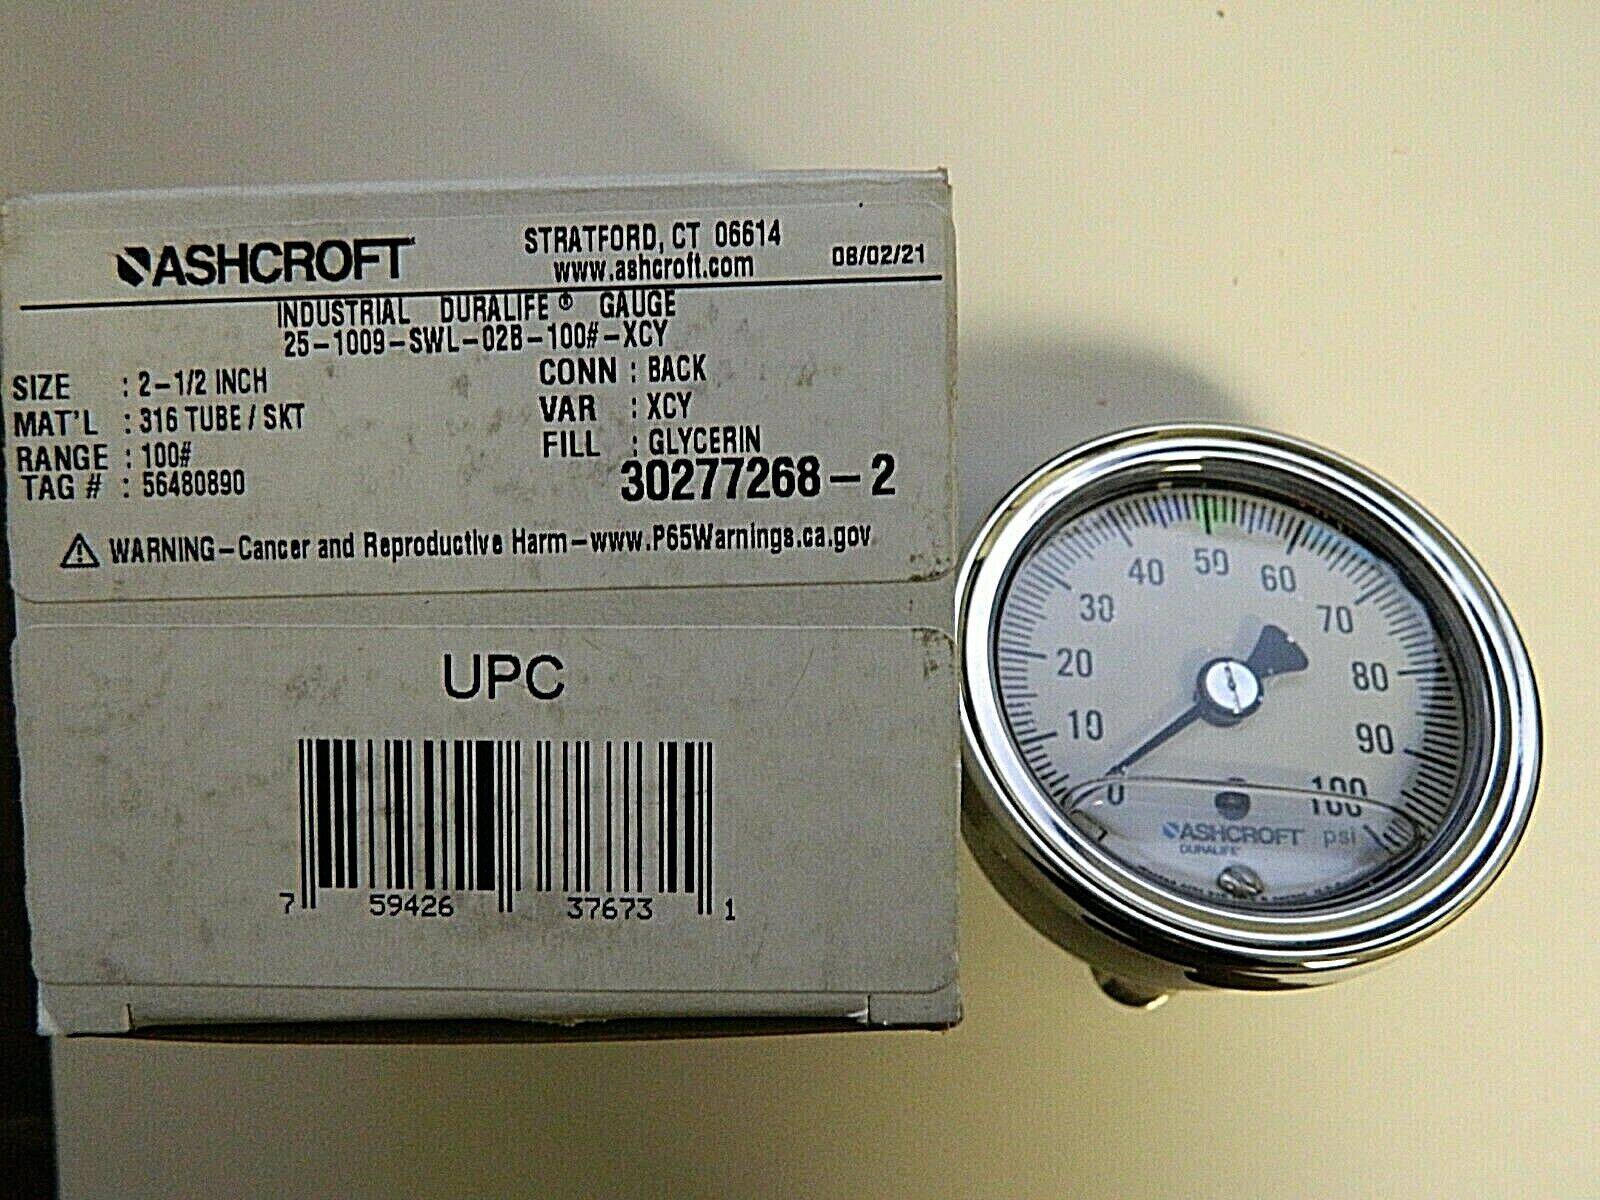 ASHCROFT
STRATFORD, CT 06614
www.ashcroft.com
08/02/21
INDUSTRIAL DURALIFE® GAUGE
25-1009-SWL-02B-100#-XCY
SIZE : 2-1/2 INCH
CONN : BACK
MAT'L : 316 TUBE / SKT
VAR : XCY
RANGE : 100#
FILL : GLYCERIN
TAG # : 56480890
30277268-2
WARNING-Cancer and Reproductive Harm-www.P65Warnings.ca.gov
UPC
7 59426 37673 1
0 10 20 30 40 50 60 70 80 90 100
ASHCROFT psi
DURALIFE